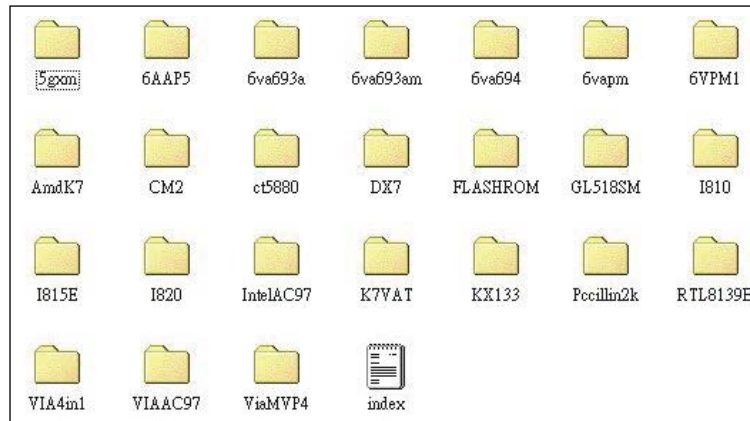 5gxm 6AAP5 6va693a 6va693am 6va694 6vapm 6VPM1
AmdK7 CM2 ct5880 DX7 FLASHROM GL518SM I810
I815E I820 IntelAC97 K7VAT KX133 Pccillin2k RTL8139B
VIA4in1 VIAAC97 ViaMVP4 index